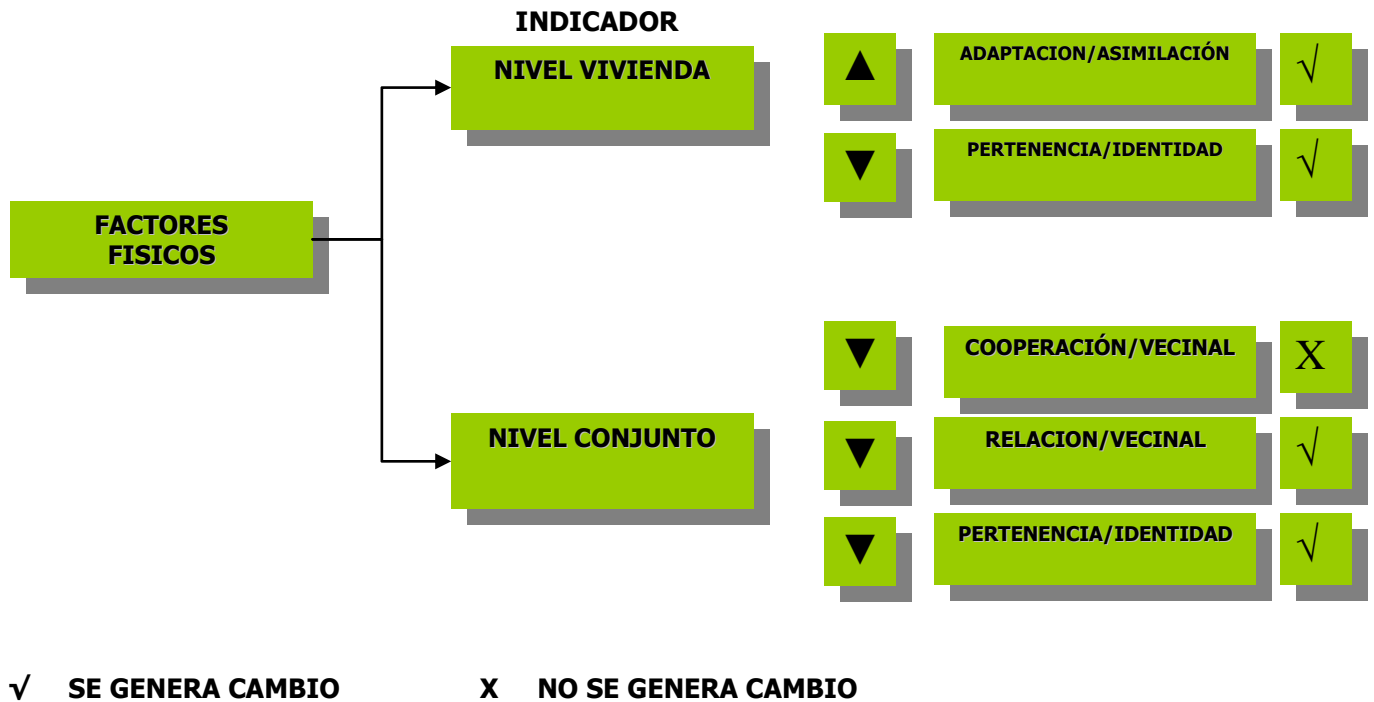 INDICADOR
NIVEL VIVIENDA
▲ ADAPTACION/ASIMILACIÓN √
▼ PERTENENCIA/IDENTIDAD √
FACTORES
FISICOS
▼ COOPERACIÓN/VECINAL X
NIVEL CONJUNTO
▼ RELACION/VECINAL √
▼ PERTENENCIA/IDENTIDAD √
√ SE GENERA CAMBIO X NO SE GENERA CAMBIO